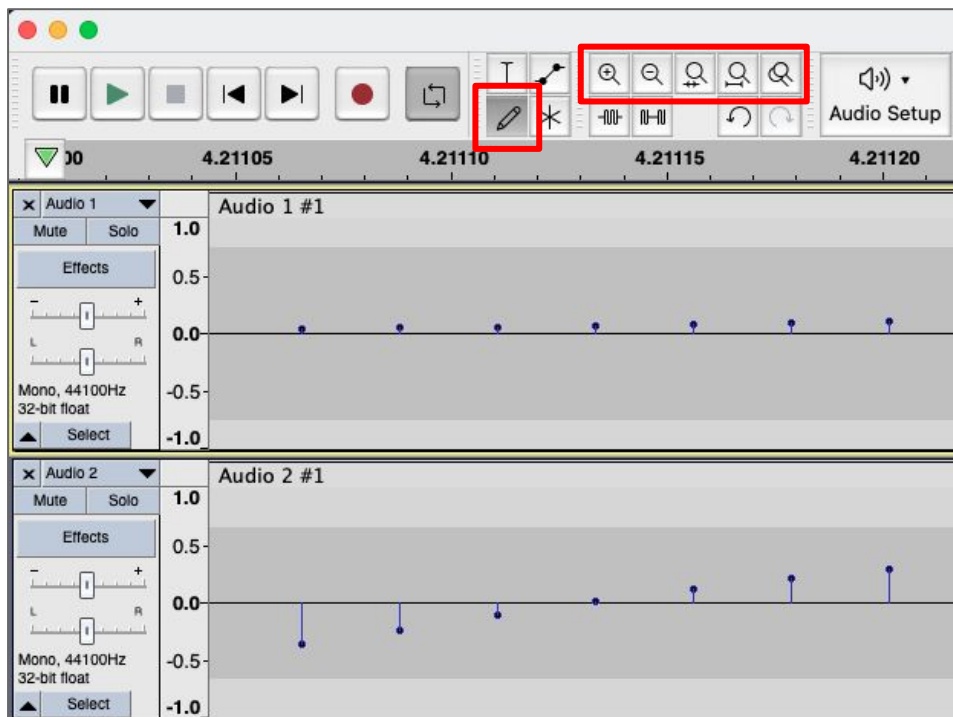 Audio Setup
00 4.21105 4.21110 4.21115 4.21120
Audio 1
Audio 1 #1
Mute Solo
1.0
Effects
0.5
- +
0.0
L R
Mono, 44100Hz
-0.5
32-bit float
Select
-1.0
Audio 2
Audio 2 #1
Mute Solo
1.0
Effects
0.5
- +
0.0
L R
Mono, 44100Hz
-0.5
32-bit float
Select
-1.0